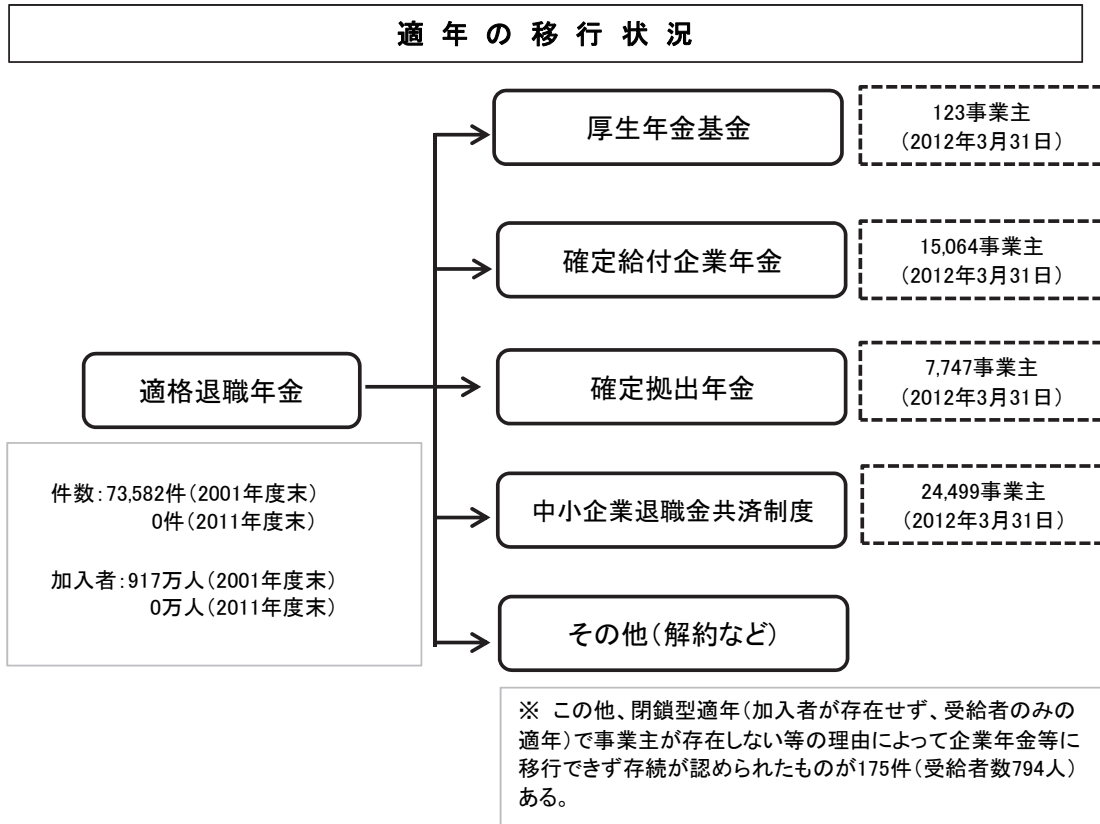 適年の移行状況
厚生年金基金
123事業主
(2012年3月31日)
確定給付企業年金
15,064事業主
(2012年3月31日)
適格退職年金
確定拠出年金
7,747事業主
(2012年3月31日)
件数:73,582件(2001年度末)
0件(2011年度末)
加入者:917万人(2001年度末)
0万人(2011年度末)
中小企業退職金共済制度
24,499事業主
(2012年3月31日)
その他(解約など)
※ この他、閉鎖型適年(加入者が存在せず、受給者のみの
適年)で事業主が存在しない等の理由によって企業年金等に
移行できず存続が認められたものが175件(受給者数794人)
ある。